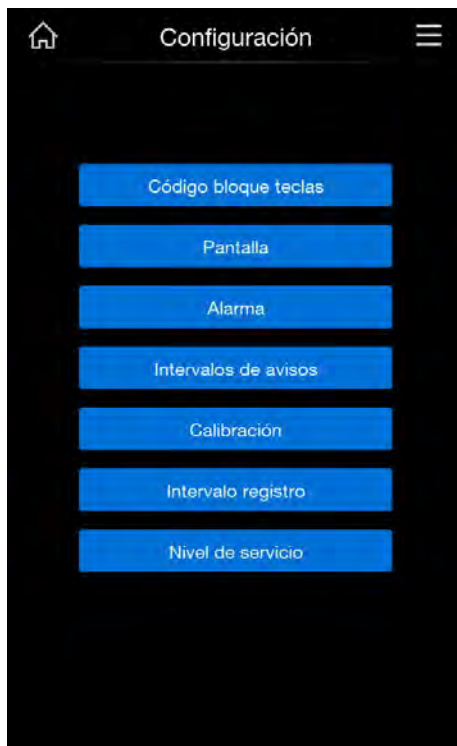 Configuración
Código bloque teclas
Pantalla
Alarma
Intervalos de avisos
Calibración
Intervalo registro
Nivel de servicio